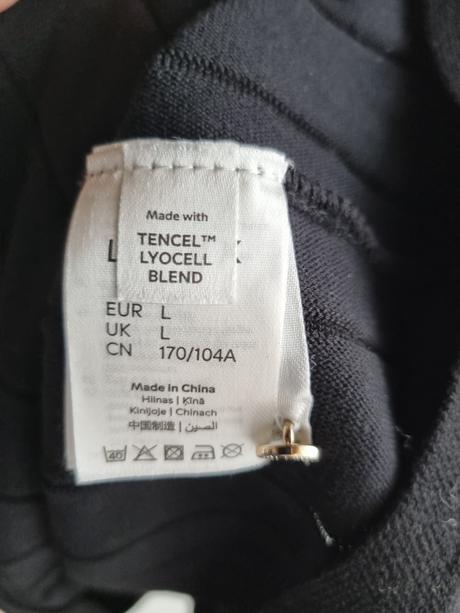 Made with
TENCEL™
LYOCELL
BLEND
EUR L
UK L
CN 170/104A
Made in China
Hiinas | Ķīnā
Kinijoje | Chinach
中国制造 | الصين
40